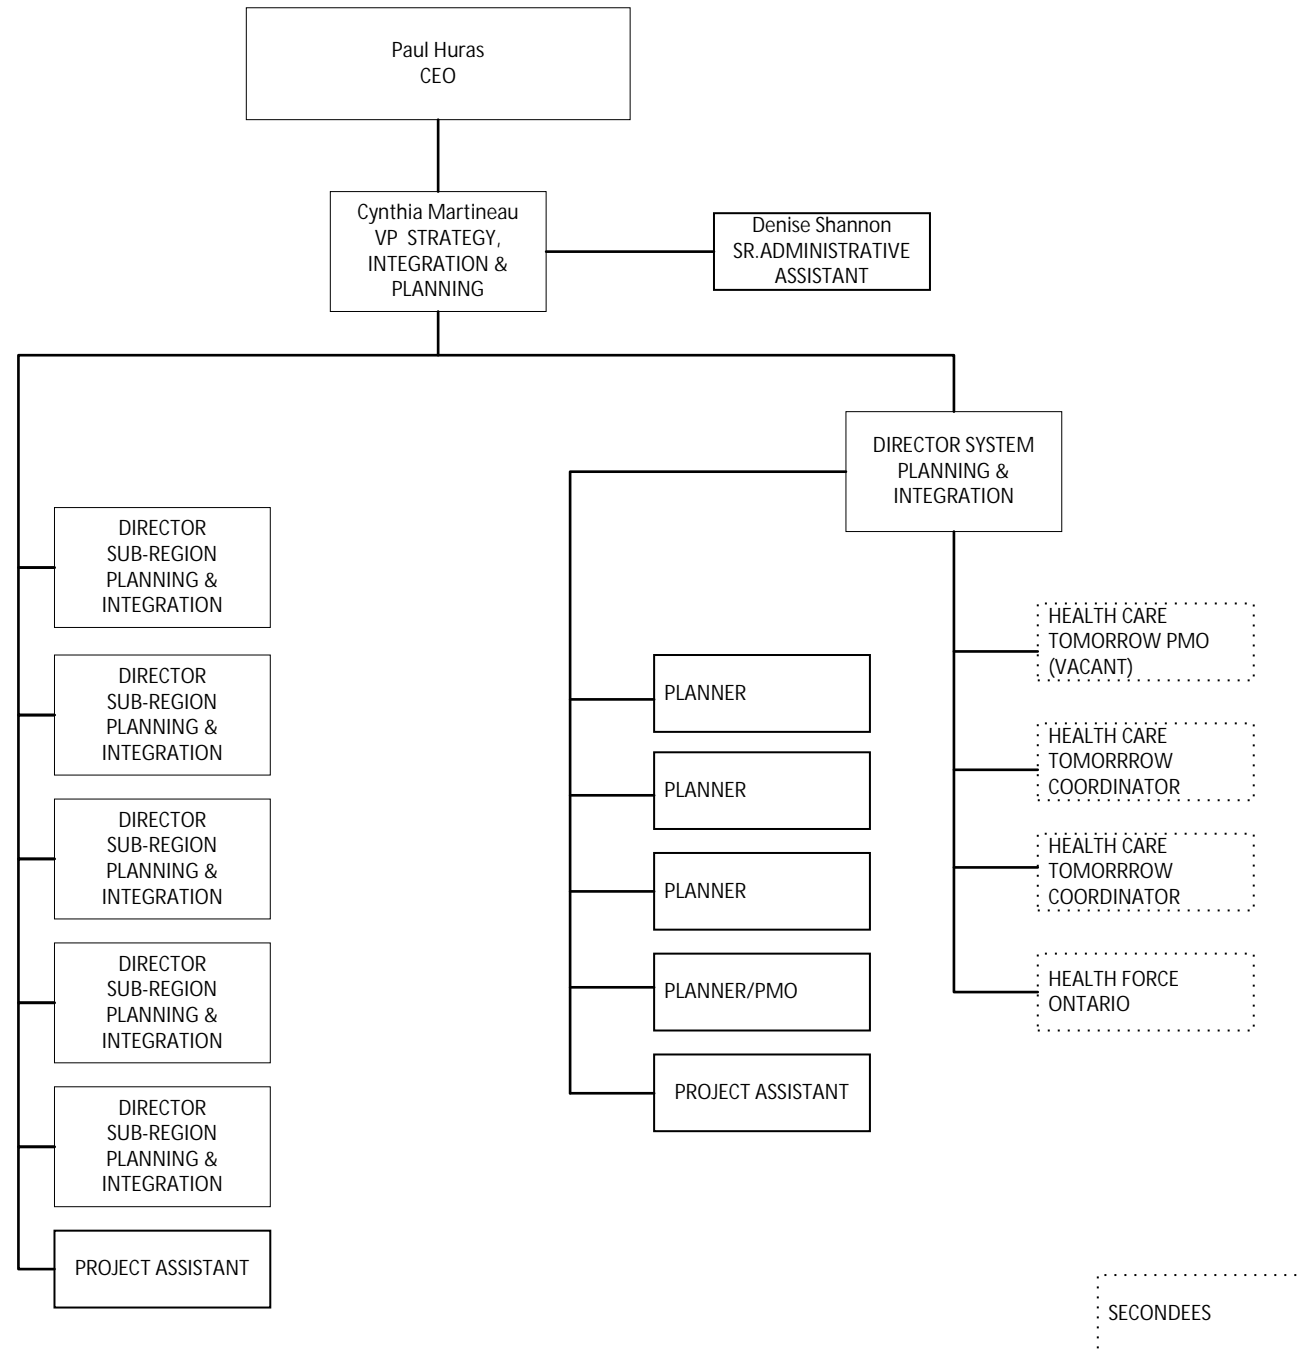 Paul Huras
CEO
Cynthia Martineau
VP STRATEGY,
INTEGRATION &
PLANNING
Denise Shannon
SR.ADMINISTRATIVE
ASSISTANT
DIRECTOR SYSTEM
PLANNING &
INTEGRATION
DIRECTOR
SUB-REGION
PLANNING &
INTEGRATION
DIRECTOR
SUB-REGION
PLANNING &
INTEGRATION
DIRECTOR
SUB-REGION
PLANNING &
INTEGRATION
DIRECTOR
SUB-REGION
PLANNING &
INTEGRATION
DIRECTOR
SUB-REGION
PLANNING &
INTEGRATION
PROJECT ASSISTANT
PLANNER
PLANNER
PLANNER
PLANNER/PMO
PROJECT ASSISTANT
HEALTH CARE
TOMORROW PMO
(VACANT)
HEALTH CARE
TOMORRROW
COORDINATOR
HEALTH CARE
TOMORRROW
COORDINATOR
HEALTH FORCE
ONTARIO
SECONDEES